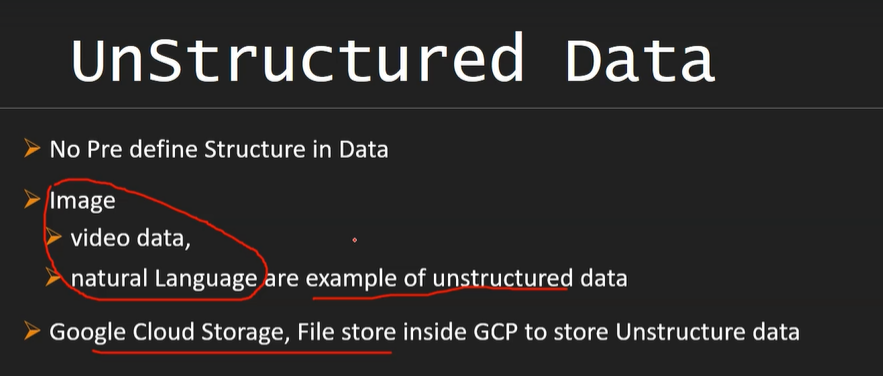 UnStructured Data
No Pre define Structure in Data
Image
video data,
natural Language are example of unstructured data
Google Cloud Storage, File store inside GCP to store Unstructure data